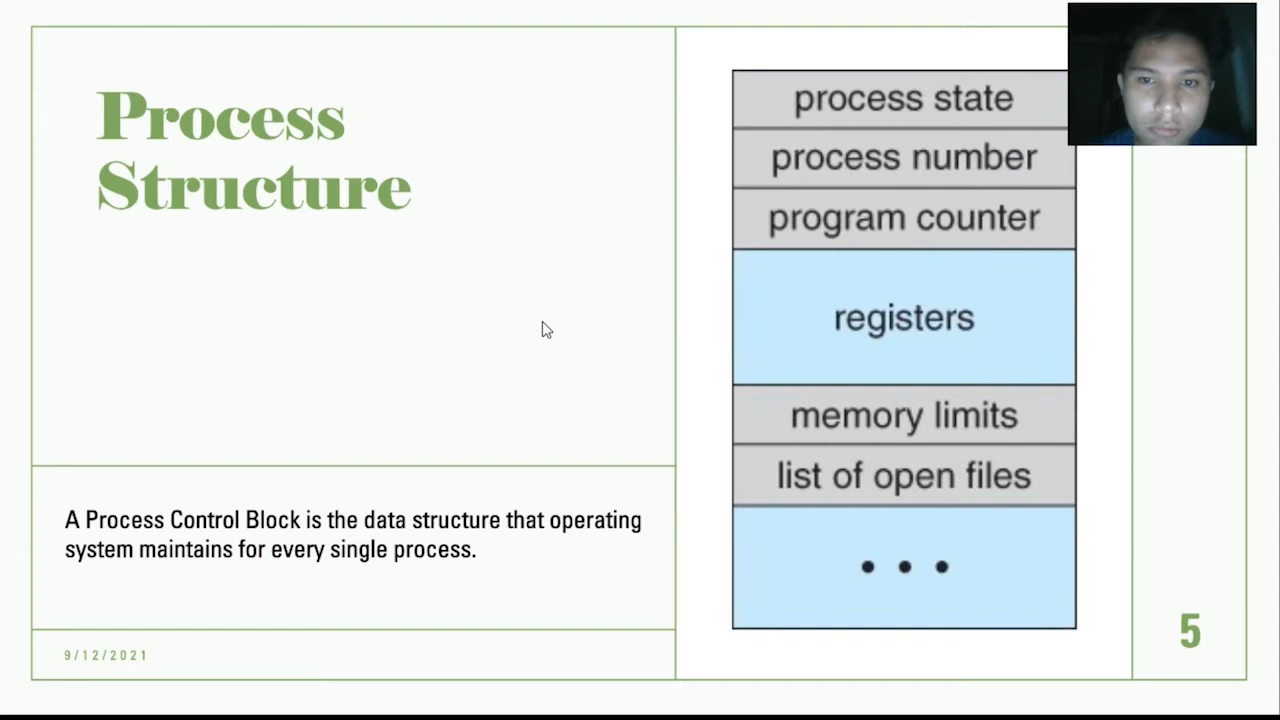 Process
Structure
A Process Control Block is the data structure that operating
system maintains for every single process.
9/12/2021
process state
process number
program counter
registers
memory limits
list of open files
• • •
5